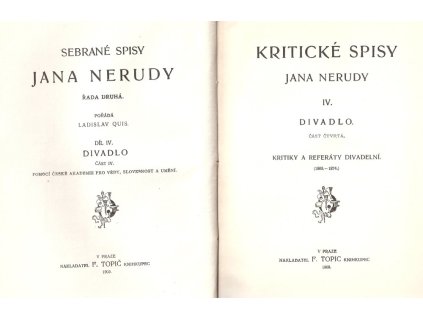 SEBRANÉ SPISY
JANA NERUDY
ŘADA DRUHÁ.
POŘÁDÁ
LADISLAV QUIS.
DÍL IV.
DIVADLO
ČÁST
POMOCÍ ČESKÉ AKADEMIE PRO VĚDY, SLOVESNOST A UMĚNÍ.
V PRAZE
NAKLADATEL F. TOPIČ KNIHKUPEC
KRITICKÉ SPISY
JANA NERUDY
IV.
DIVADLO.
ČÁST ČTVRTÁ.
KRITIKY A REFERÁTY DIVADELNÍ.
V PRAZE
NAKLADATEL F. TOPIČ KNIHKUPEC